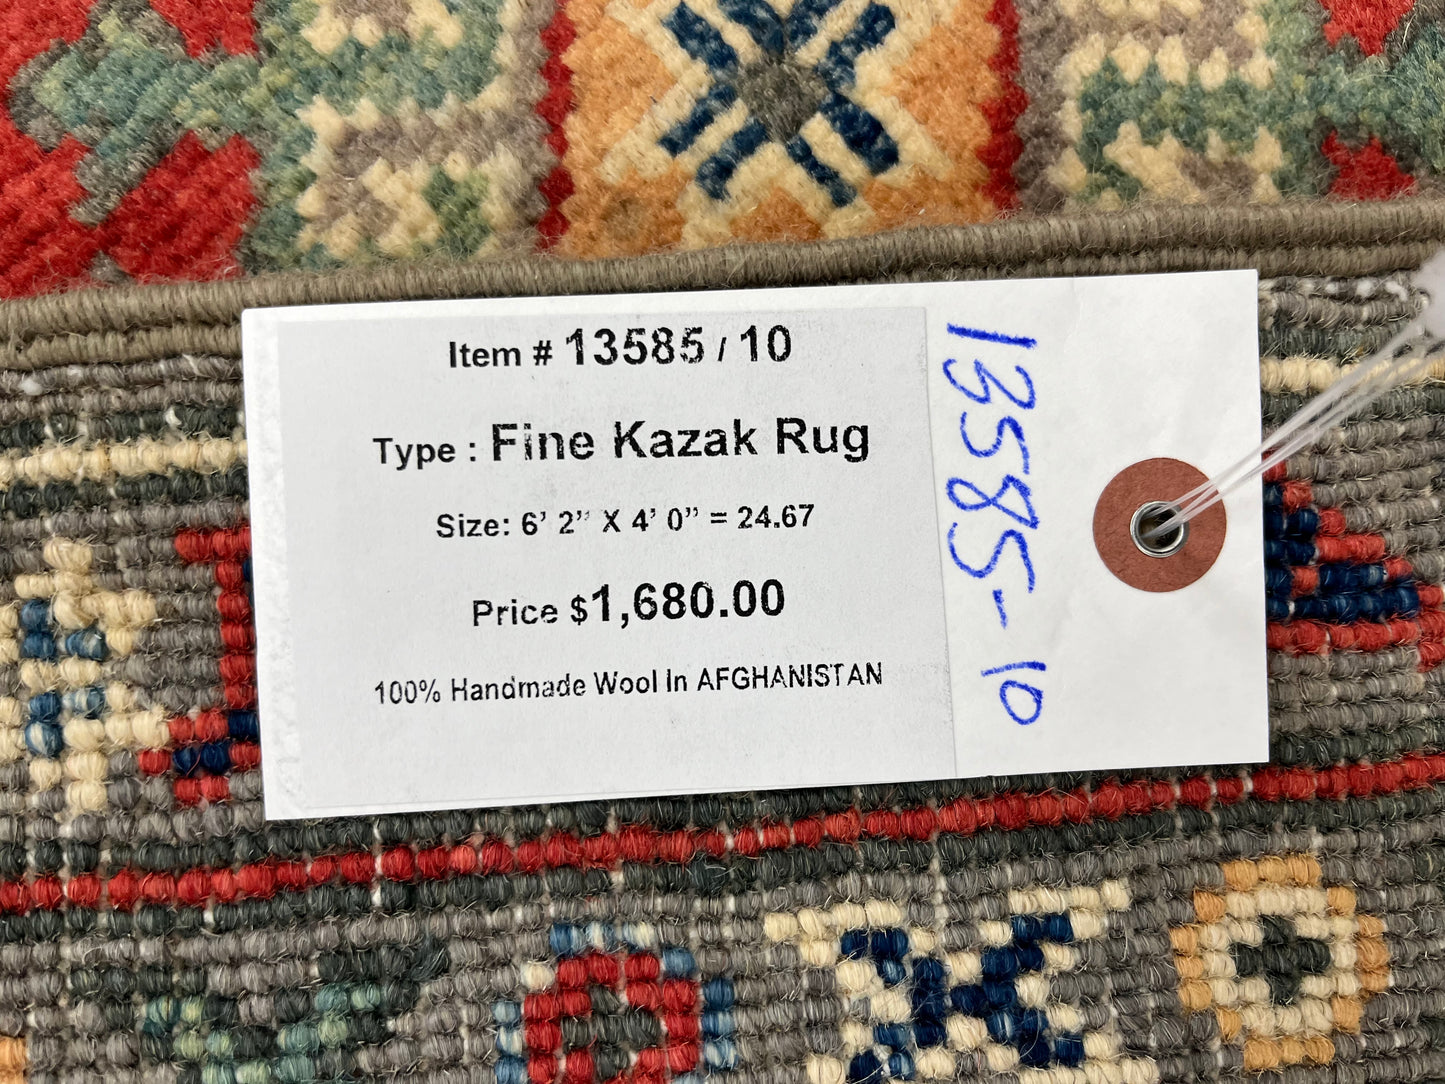 Item # 13585 / 10
Type : Fine Kazak Rug
Size: 6’ 2” X 4’ 0” = 24.67
Price $1,680.00
100% Handmade Wool In AFGHANISTAN
13585-10